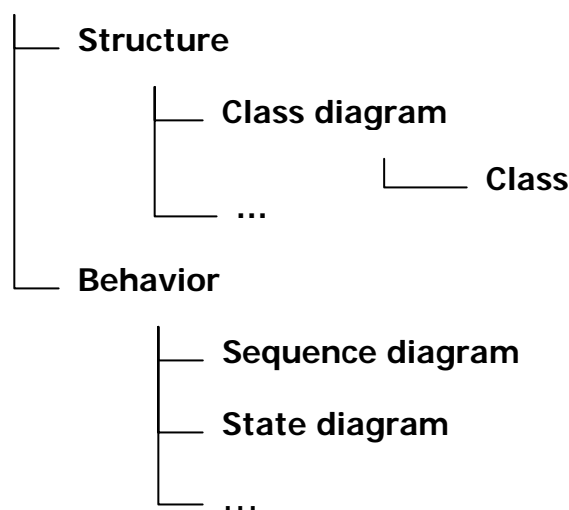 Structure
Class diagram
Class
...
Behavior
Sequence diagram
State diagram
...